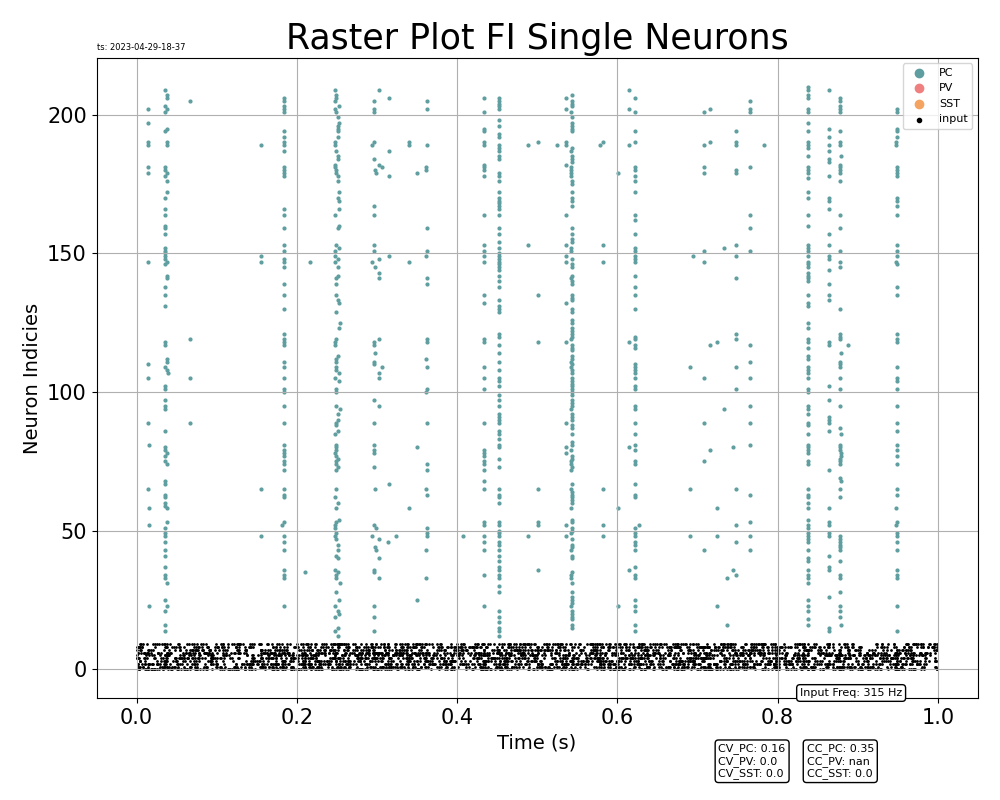 Raster Plot FI Single Neurons
ts: 2023-04-29-18-37
PC
PV
SST
input
200
150
100
50
0
Neuron Indicies
0.0 0.2 0.4 0.6 0.8 1.0
Time (s)
Input Freq: 315 Hz
CV_PC: 0.16
CV_PV: 0.0
CV_SST: 0.0
CC_PC: 0.35
CC_PV: nan
CC_SST: 0.0